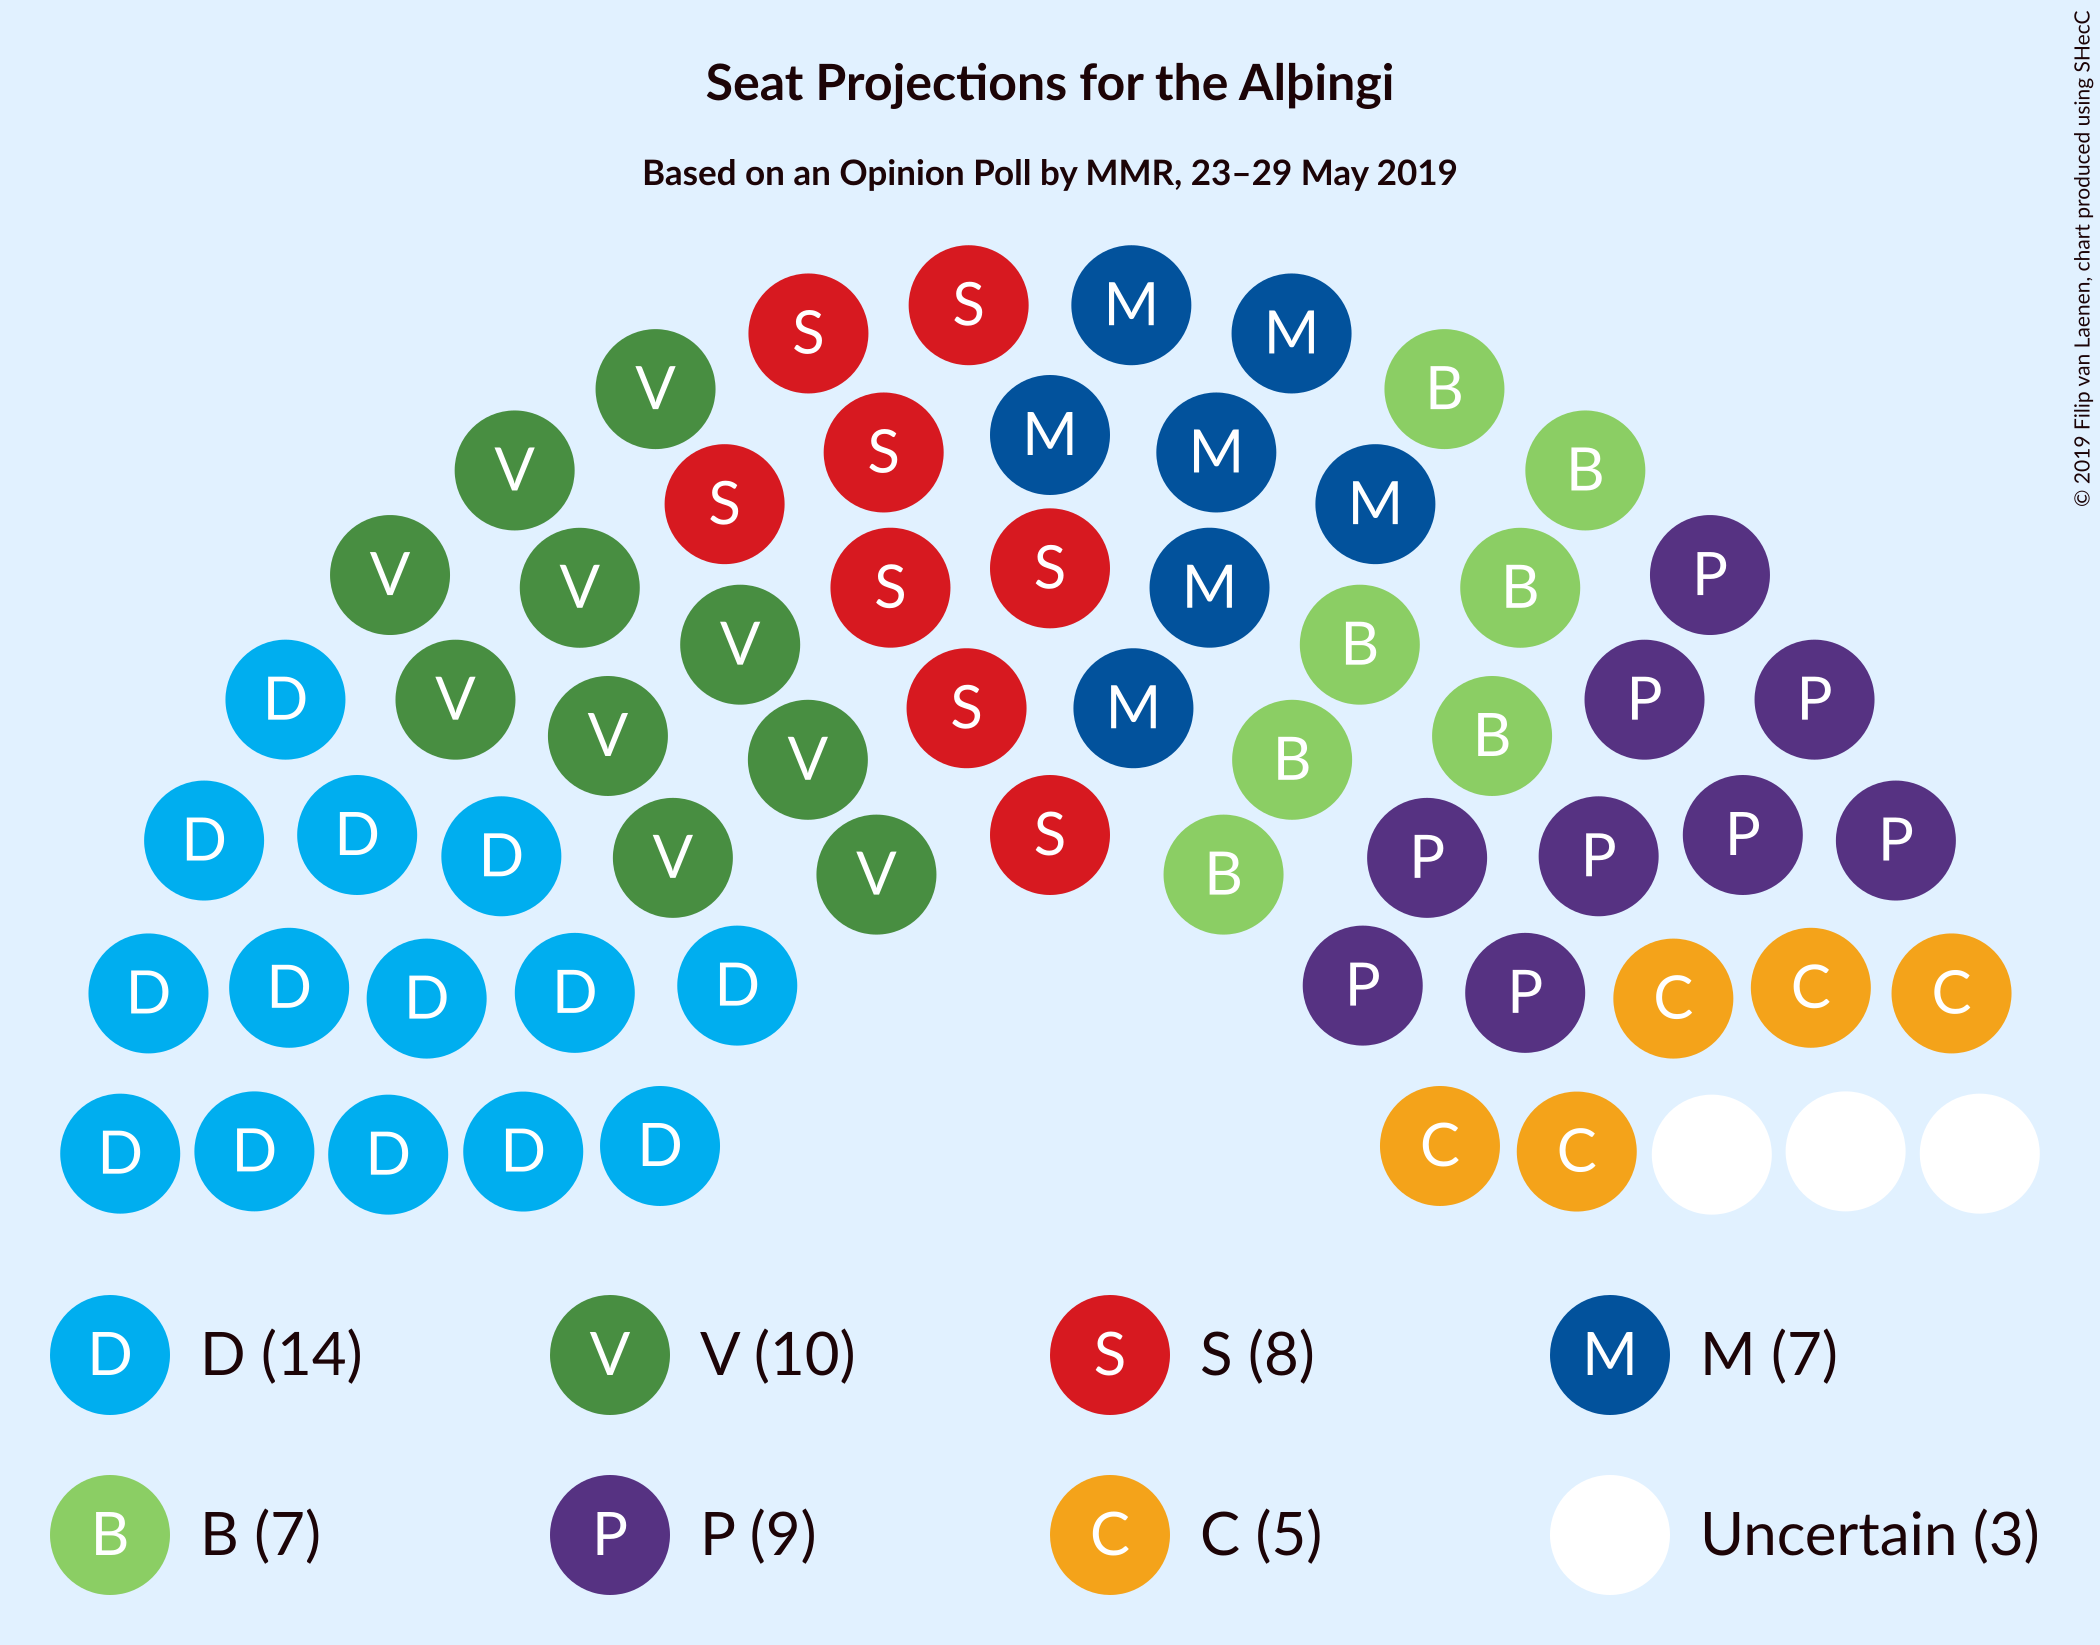 Seat Projections for the Alþingi
Based on an Opinion Poll by MMR, 23–29 May 2019
© 2019 Filip van Laenen, chart produced using SHecC
S S M M
V S M M B
V S M B
S S
V V M B P
V B
D V S M P P
V B
V B
D D D V S P P P P
V B
D D D D D P P C C C
D D D D D C C
D D (14) V V (10) S S (8) M M (7)
B B (7) P P (9) C C (5) Uncertain (3)